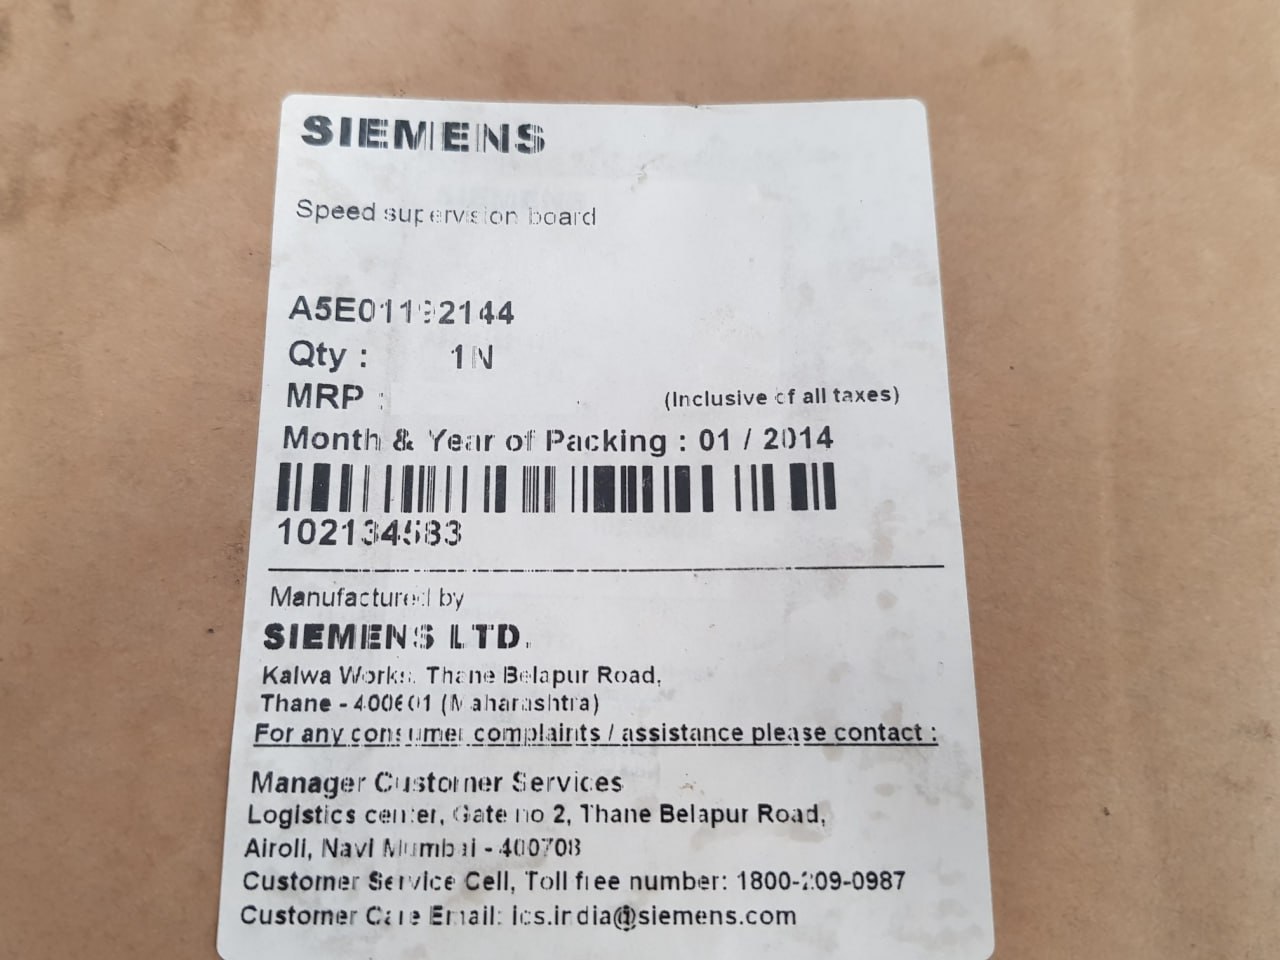 SIEMENS
Speed supervision board
A5E01192144
Qty : 1 N
MRP : (Inclusive of all taxes)
Month & Year of Packing : 01 / 2014
102134583
Manufactured by
SIEMENS LTD.
Kalwa Works. Thane Belapur Road,
Thane - 400601 (Maharashtra)
For any consumer complaints / assistance please contact :
Manager Customer Services
Logistics center, Gate no 2, Thane Belapur Road,
Airoli, Navi Mumbai - 400708
Customer Service Cell, Toll free number: 1800-209-0987
Customer Care Email: ics.india@siemens.com